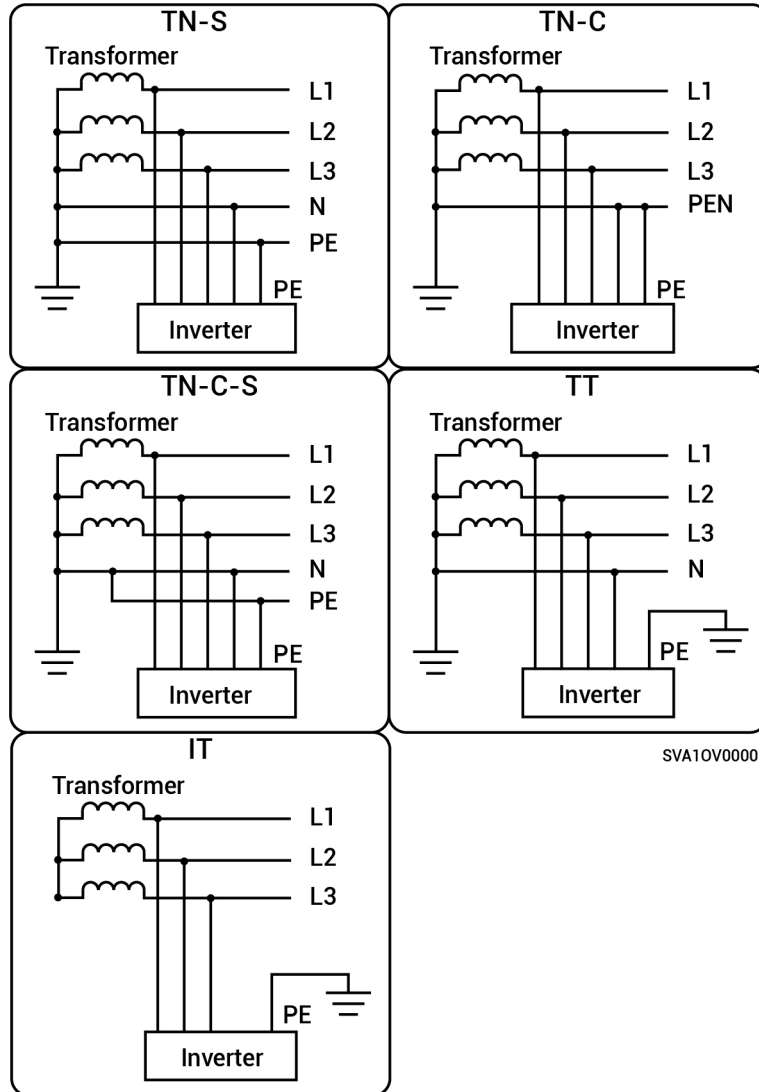 TN-S
Transformer
L1
L2
L3
N
PE
PE
Inverter
TN-C
Transformer
L1
L2
L3
PEN
PE
Inverter
TN-C-S
Transformer
L1
L2
L3
N
PE
PE
Inverter
TT
Transformer
L1
L2
L3
N
PE
Inverter
SVA10V0000
IT
Transformer
L1
L2
L3
PE
Inverter